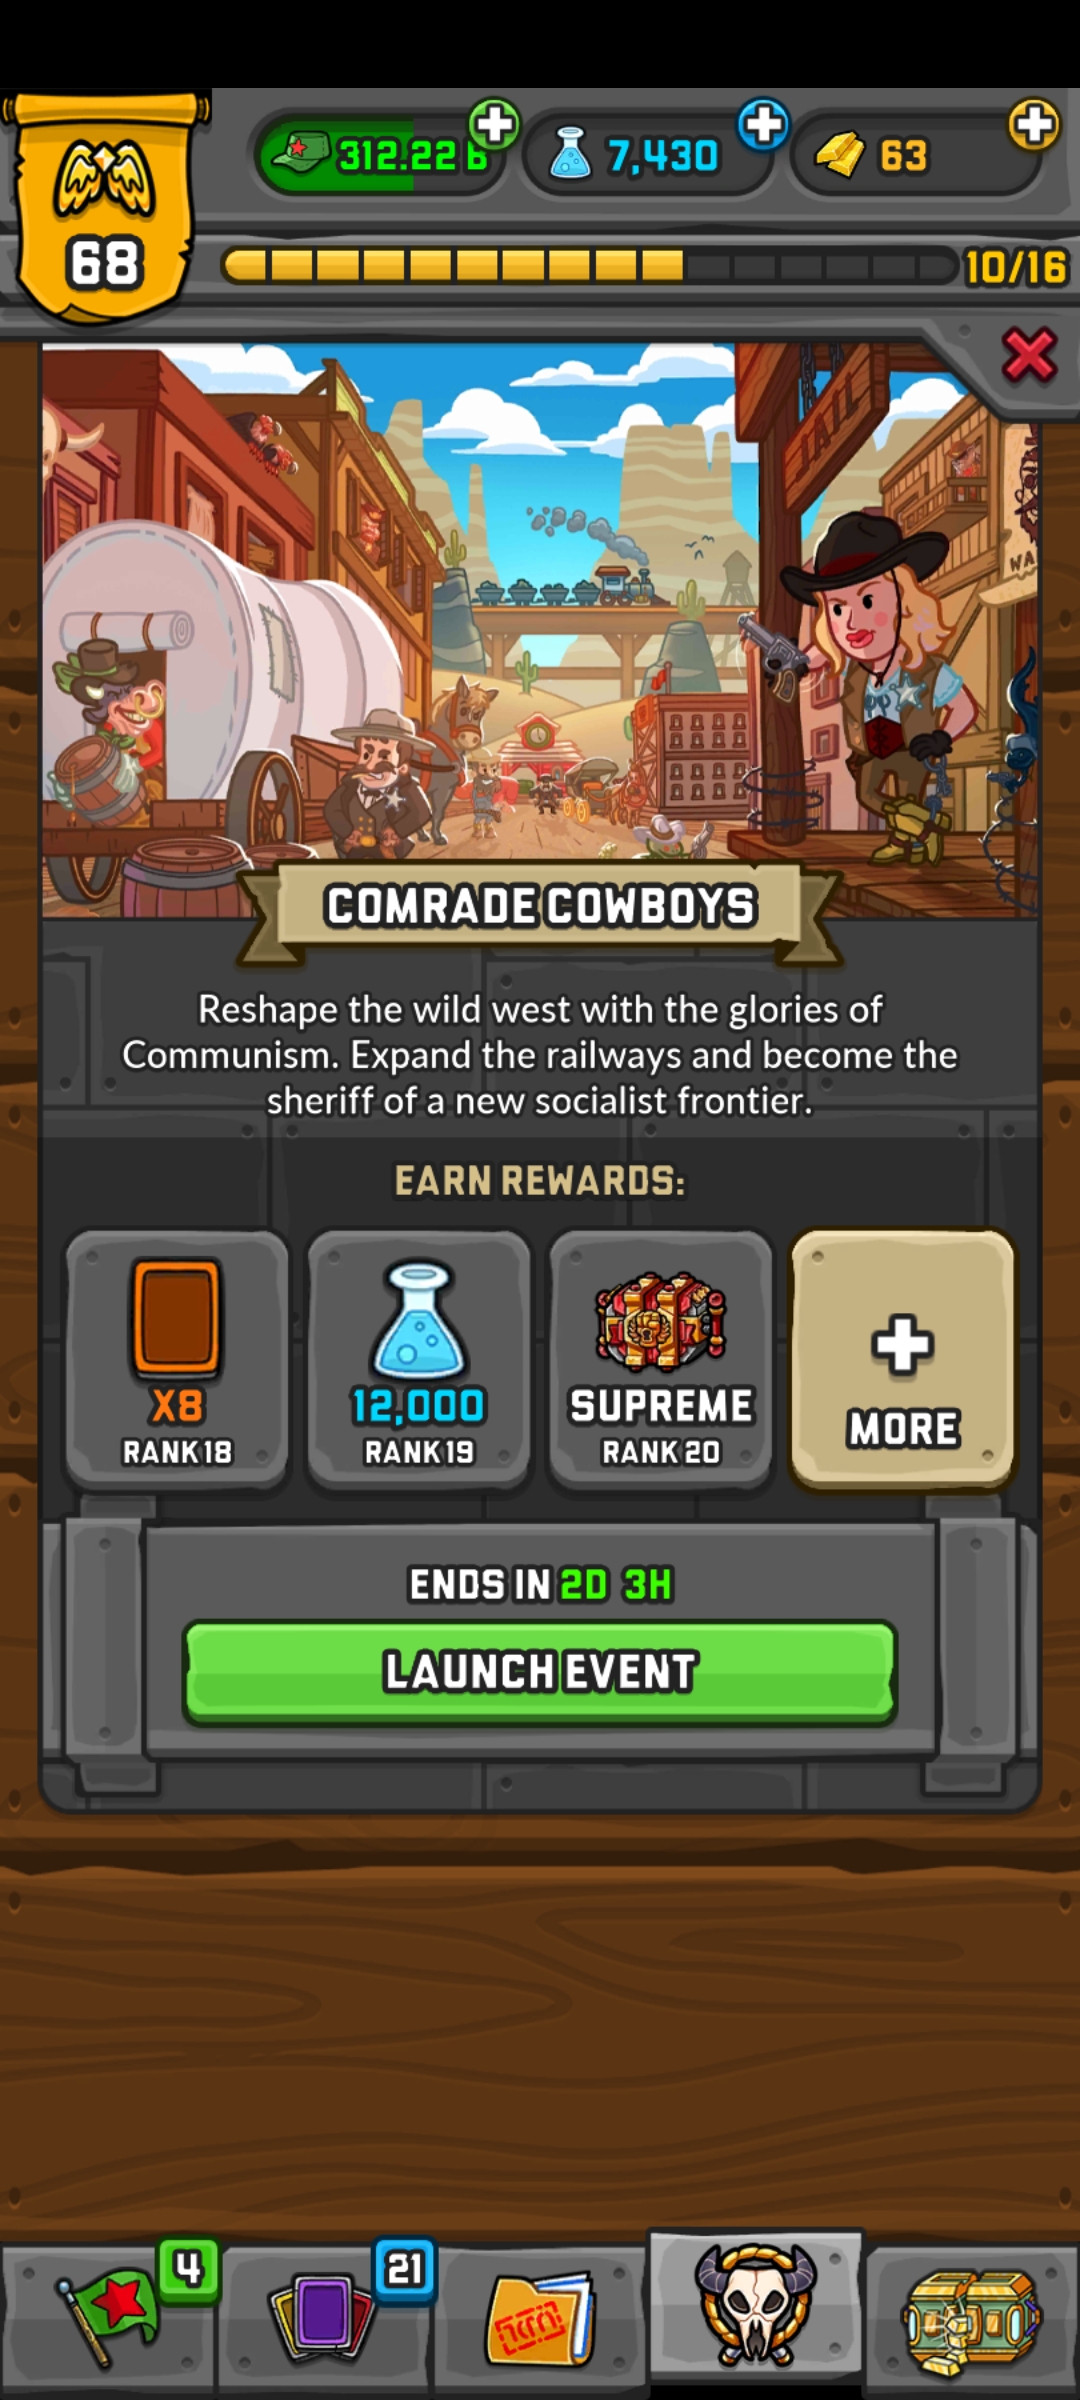 312.22 B
7,430
63
68
10/16
JAIL
WA
COMRADE COWBOYS
Reshape the wild west with the glories of
Communism. Expand the railways and become the
sheriff of a new socialist frontier.
EARN REWARDS:
X8
RANK 18
12,000
RANK 19
SUPREME
RANK 20
MORE
ENDS IN 2D 3H
LAUNCH EVENT
4
21